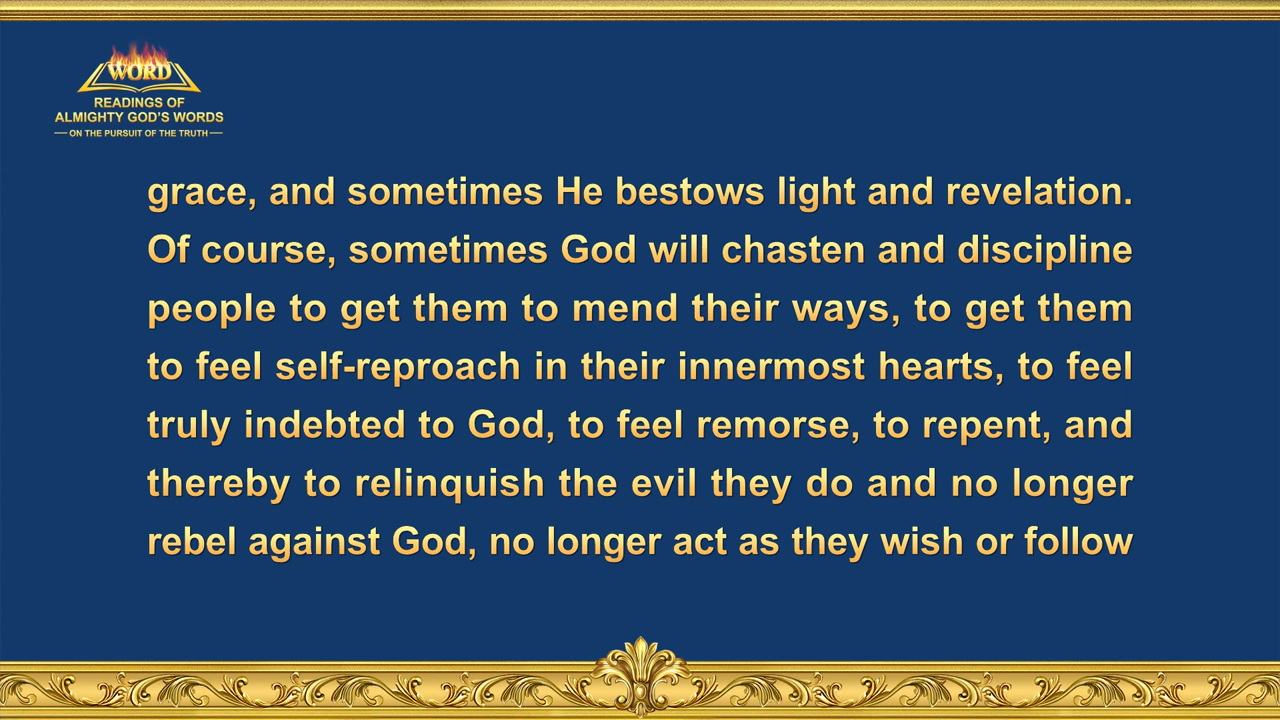 WORD
READINGS OF
ALMIGHTY GOD'S WORDS
ON THE PURSUIT OF THE TRUTH
grace, and sometimes He bestows light and revelation.
Of course, sometimes God will chasten and discipline
people to get them to mend their ways, to get them
to feel self-reproach in their innermost hearts, to feel
truly indebted to God, to feel remorse, to repent, and
thereby to relinquish the evil they do and no longer
rebel against God, no longer act as they wish or follow